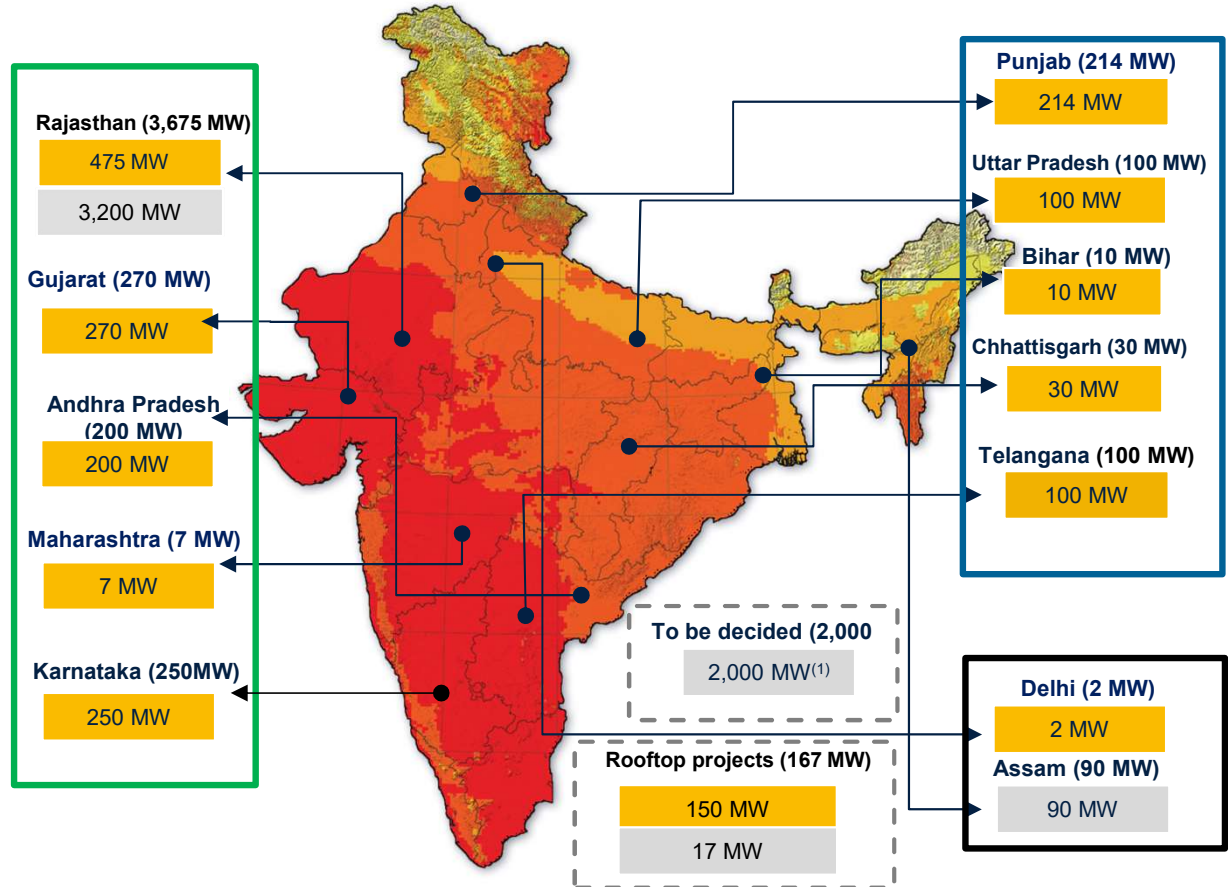 Rajasthan (3,675 MW)
475 MW
3,200 MW
Gujarat (270 MW)
270 MW
Andhra Pradesh
(200 MW)
200 MW
Maharashtra (7 MW)
7 MW
Karnataka (250MW)
250 MW
To be decided (2,000
2,000 MW(1)
Rooftop projects (167 MW)
150 MW
17 MW
Punjab (214 MW)
214 MW
Uttar Pradesh (100 MW)
100 MW
Bihar (10 MW)
10 MW
Chhattisgarh (30 MW)
30 MW
Telangana (100 MW)
100 MW
Delhi (2 MW)
2 MW
Assam (90 MW)
90 MW